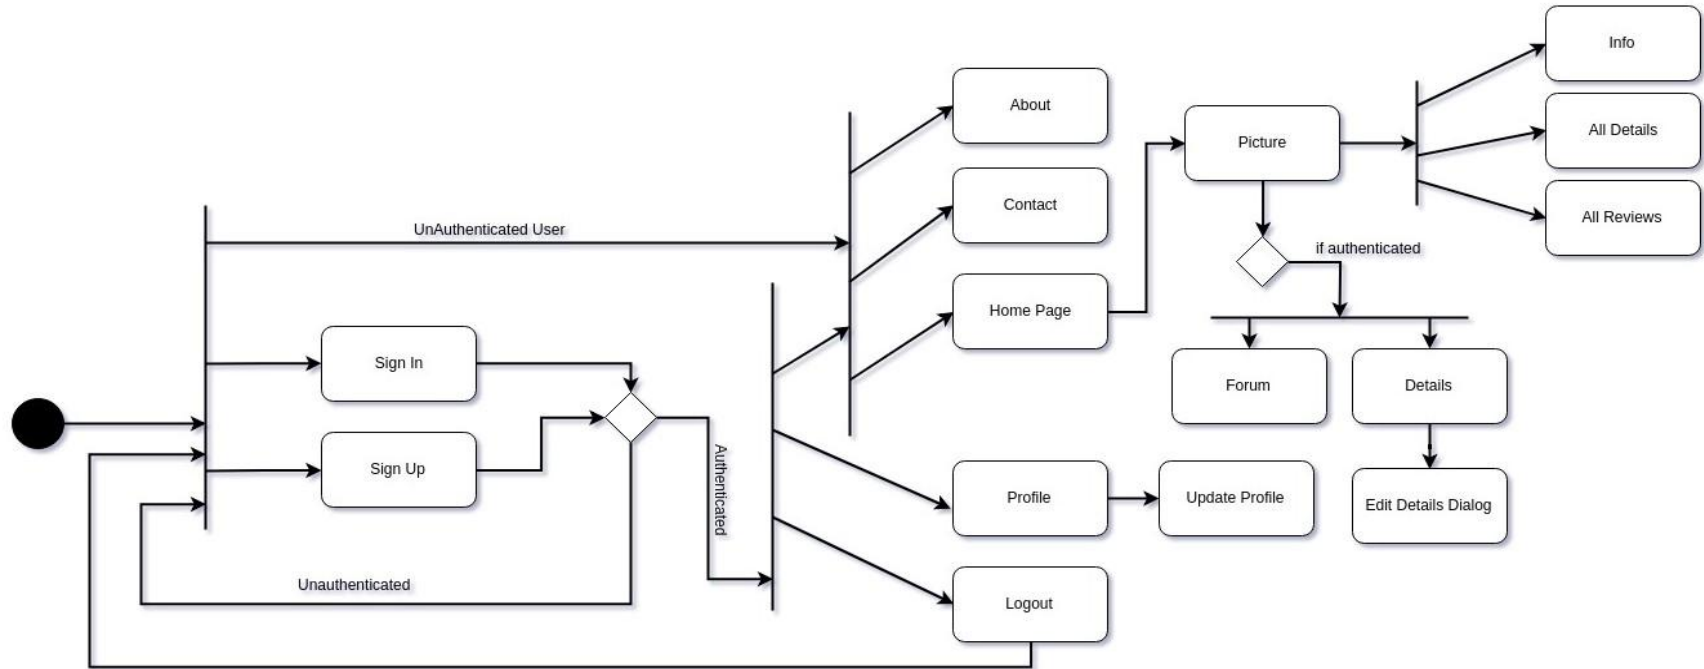 Info
About
All Details
Picture
Contact
All Reviews
UnAuthenticated User
if authenticated
Home Page
Sign In
Forum
Details
Sign Up
Authenticated
Profile
Update Profile
Edit Details Dialog
Unauthenticated
Logout